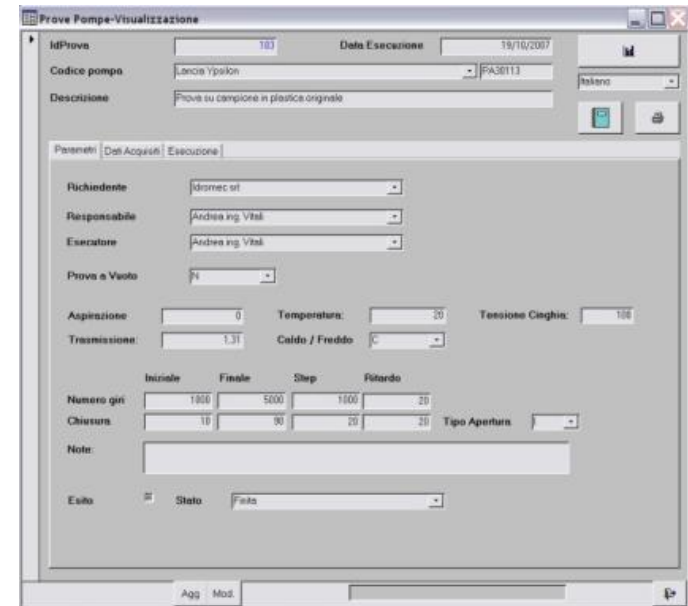 Prove Pompe-Visualizzazione
IdProva 183 Data Esecuzione 19/10/2007
Codice pompa Lancia Ypsilon PA30113
Italiano
Descrizione Prova su campione in plastica originale
Parametri Dati Acquisiti Esecuzione
Richiedente Idromec srl
Responsabile Andrea ing. Vitali
Esecutore Andrea ing. Vitali
Prova a Vuoto N
Aspirazione 0 Temperatura: 20 Tensione Cinghia: 100
Trasmissione: 1,31 Caldo / Freddo C
Iniziale Finale Step Ritardo
Numero giri 1000 5000 1000 20
Chiusura 10 90 20 20 Tipo Apertura
Note:
Esito Stato Finita
Agg Mod.